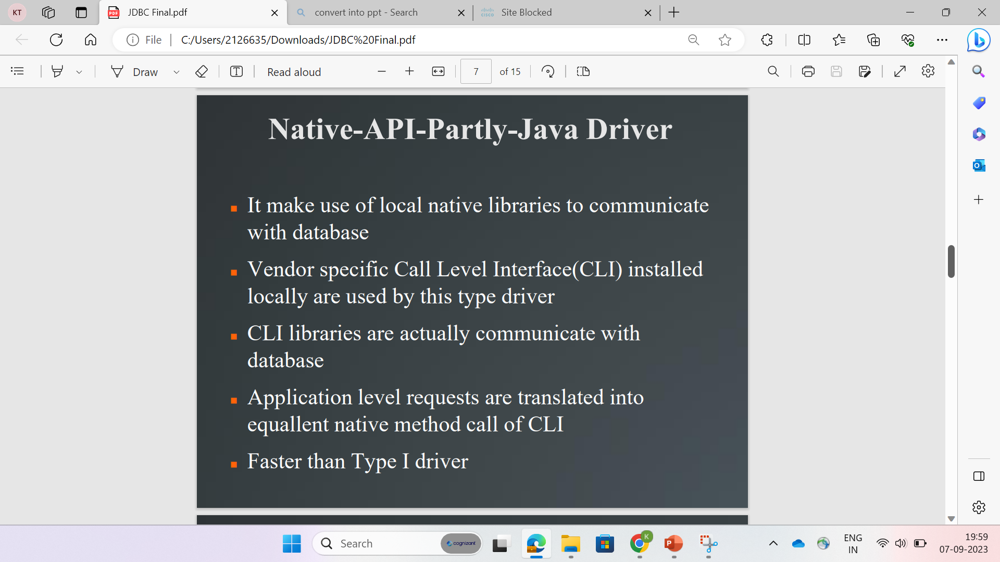 KT
PDF
JDBC Final.pdf
convert into ppt - Search
cisco
Site Blocked
File
C:/Users/2126635/Downloads/JDBC%20Final.pdf
Draw
Read aloud
7
of 15
Native-API-Partly-Java Driver
It make use of local native libraries to communicate
with database
Vendor specific Call Level Interface(CLI) installed
locally are used by this type driver
CLI libraries are actually communicate with
database
Application level requests are translated into
equallent native method call of CLI
Faster than Type I driver
Search
cognizant
K
P
ENG
IN
19:59
07-09-2023